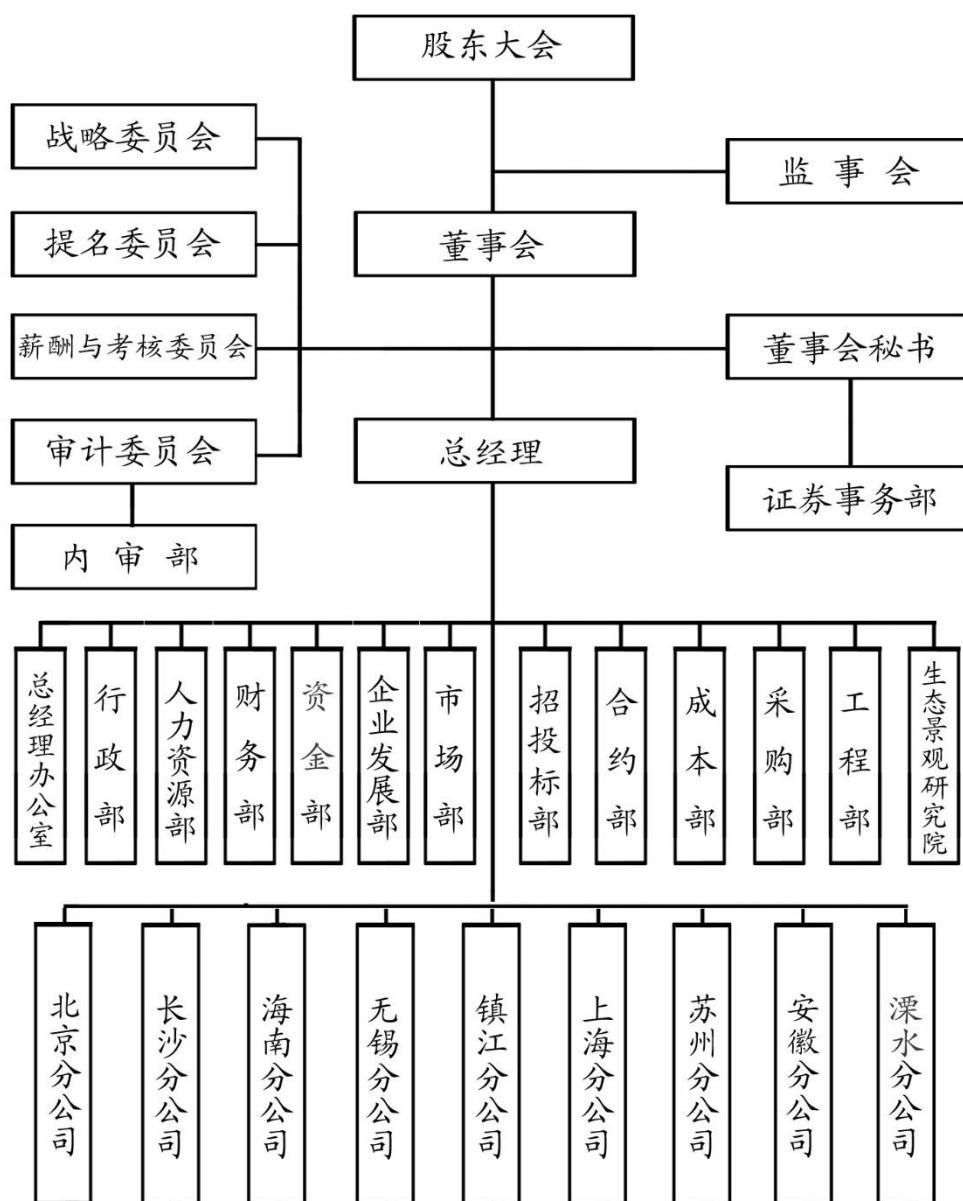 股东大会
战略委员会
监事会
提名委员会
董事会
薪酬与考核委员会
董事会秘书
审计委员会
总经理
证券事务部
内审部
总经理办公室
行政部
人力资源部
财务部
资金部
企业发展部
市场部
招投标部
合约部
成本部
采购部
工程部
生态景观研究院
北京分公司
长沙分公司
海南分公司
无锡分公司
镇江分公司
上海分公司
苏州分公司
安徽分公司
溧水分公司